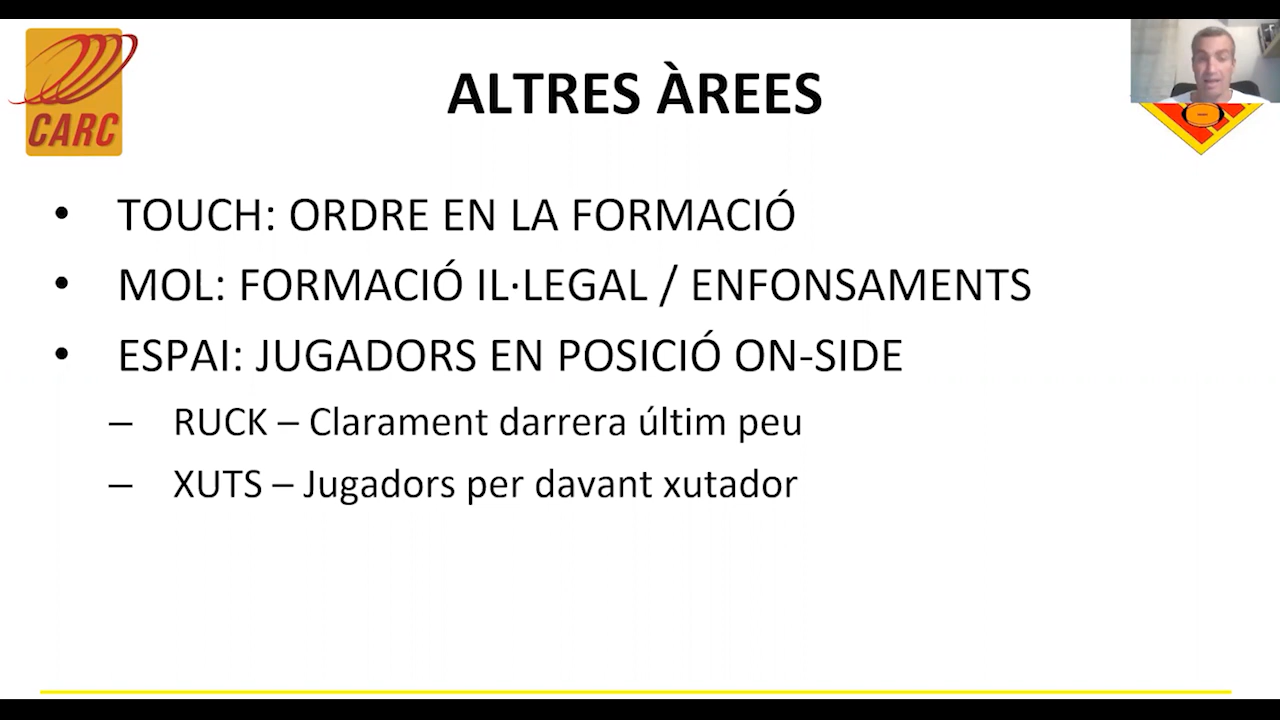 CARC
ALTRES ÀREES
• TOUCH: ORDRE EN LA FORMACIÓ
• MOL: FORMACIÓ IL·LEGAL / ENFONSAMENTS
• ESPAI: JUGADORS EN POSICIÓ ON-SIDE
– RUCK – Clarament darrera últim peu
– XUTS – Jugadors per davant xutador